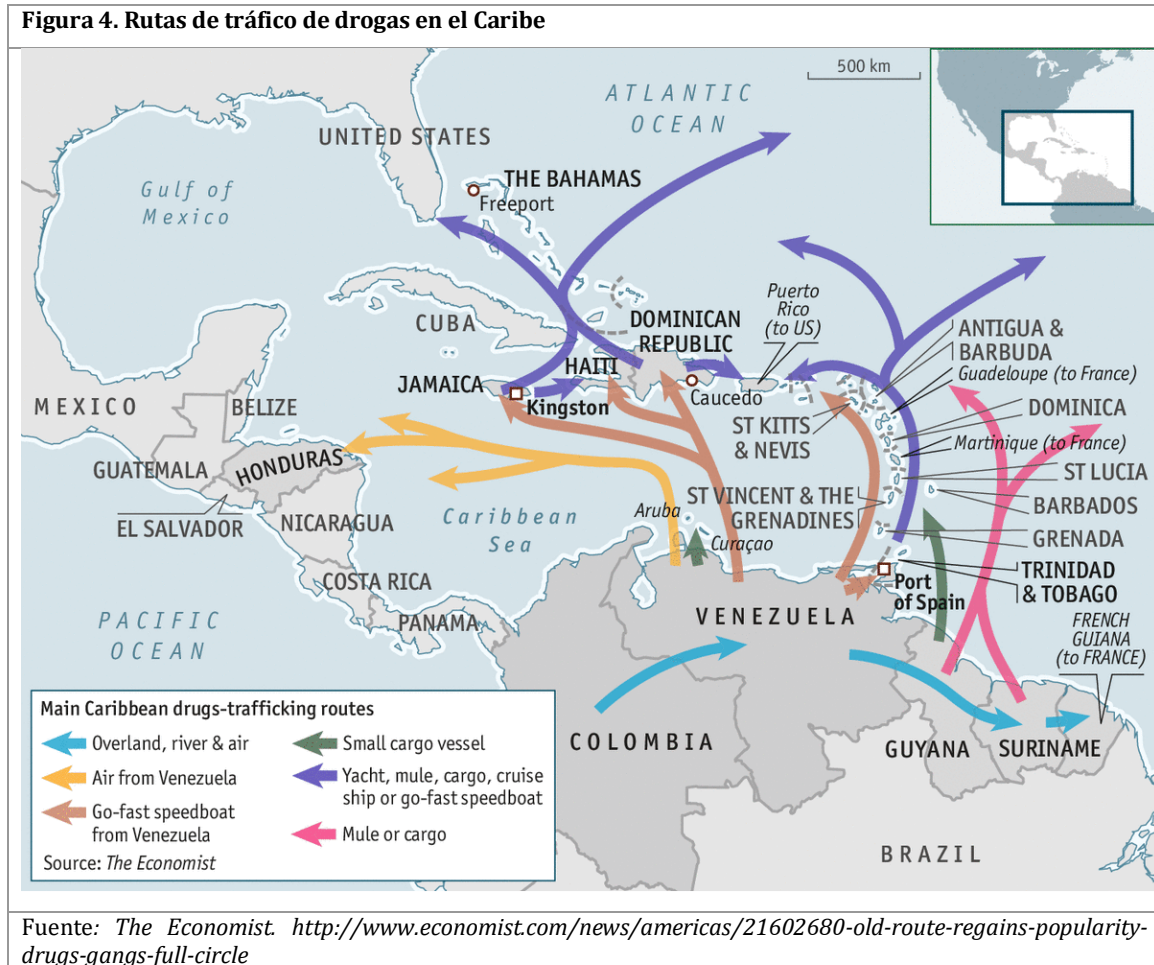 Figura 4. Rutas de tráfico de drogas en el Caribe
500 km
ATLANTIC
OCEAN
UNITED STATES
Gulf of
Mexico
THE BAHAMAS
Freeport
CUBA
DOMINICAN
REPUBLIC
Puerto
Rico
(to US)
ANTIGUA &
BARBUDA
Guadeloupe (to France)
HAITI
JAMAICA
Kingston
Caucedo
MEXICO
BELIZE
DOMINICA
ST KITTS
& NEVIS
Martinique (to France)
GUATEMALA
HONDURAS
ST LUCIA
ST VINCENT & THE
GRENADINES
BARBADOS
EL SALVADOR
NICARAGUA
Caribbean
Sea
Aruba
Curaçao
GRENADA
COSTA RICA
TRINIDAD
& TOBAGO
Port
of Spain
PACIFIC
OCEAN
PANAMA
VENEZUELA
FRENCH
GUIANA
(to FRANCE)
COLOMBIA
GUYANA
SURINAME
BRAZIL
Main Caribbean drugs-trafficking routes
Overland, river & air
Air from Venezuela
Go-fast speedboat
from Venezuela
Small cargo vessel
Yacht, mule, cargo, cruise
ship or go-fast speedboat
Mule or cargo
Source: The Economist
Fuente: The Economist. http://www.economist.com/news/americas/21602680-old-route-regains-popularity-
drugs-gangs-full-circle